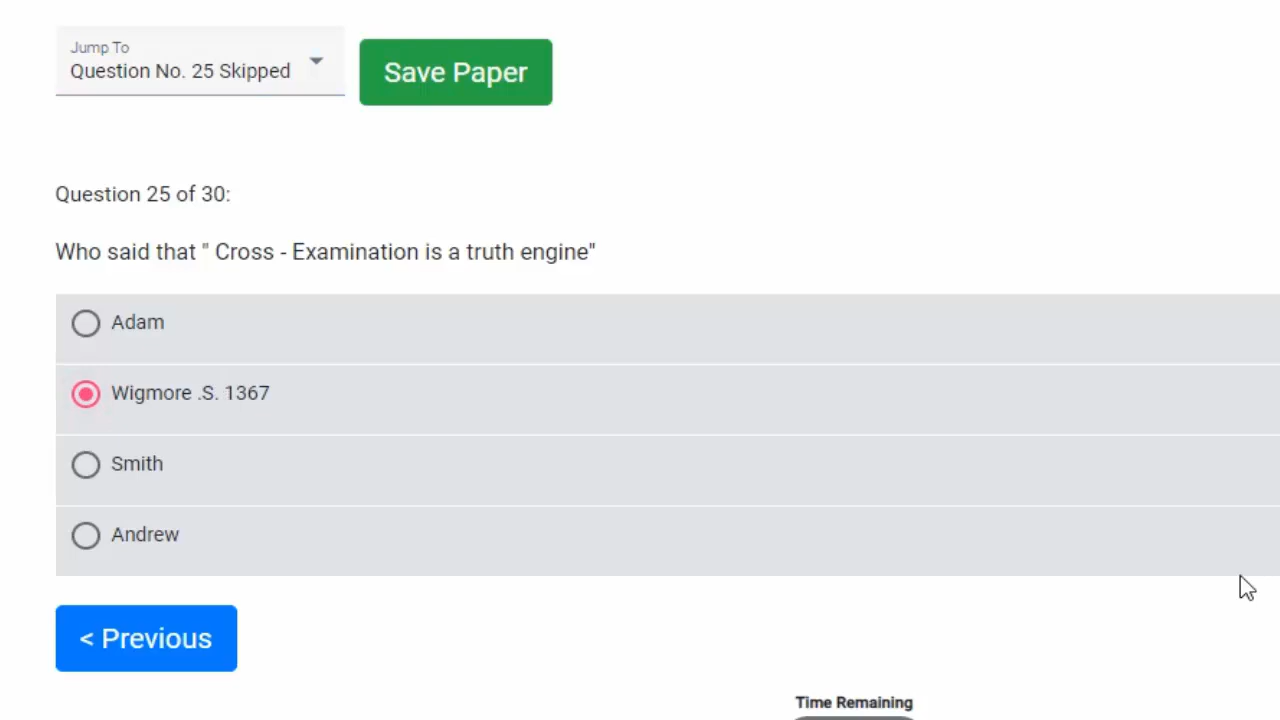 Jump To
Question No. 25 Skipped
Save Paper
Question 25 of 30:
Who said that " Cross - Examination is a truth engine"
Adam
Wigmore .S. 1367
Smith
Andrew
< Previous
Time Remaining